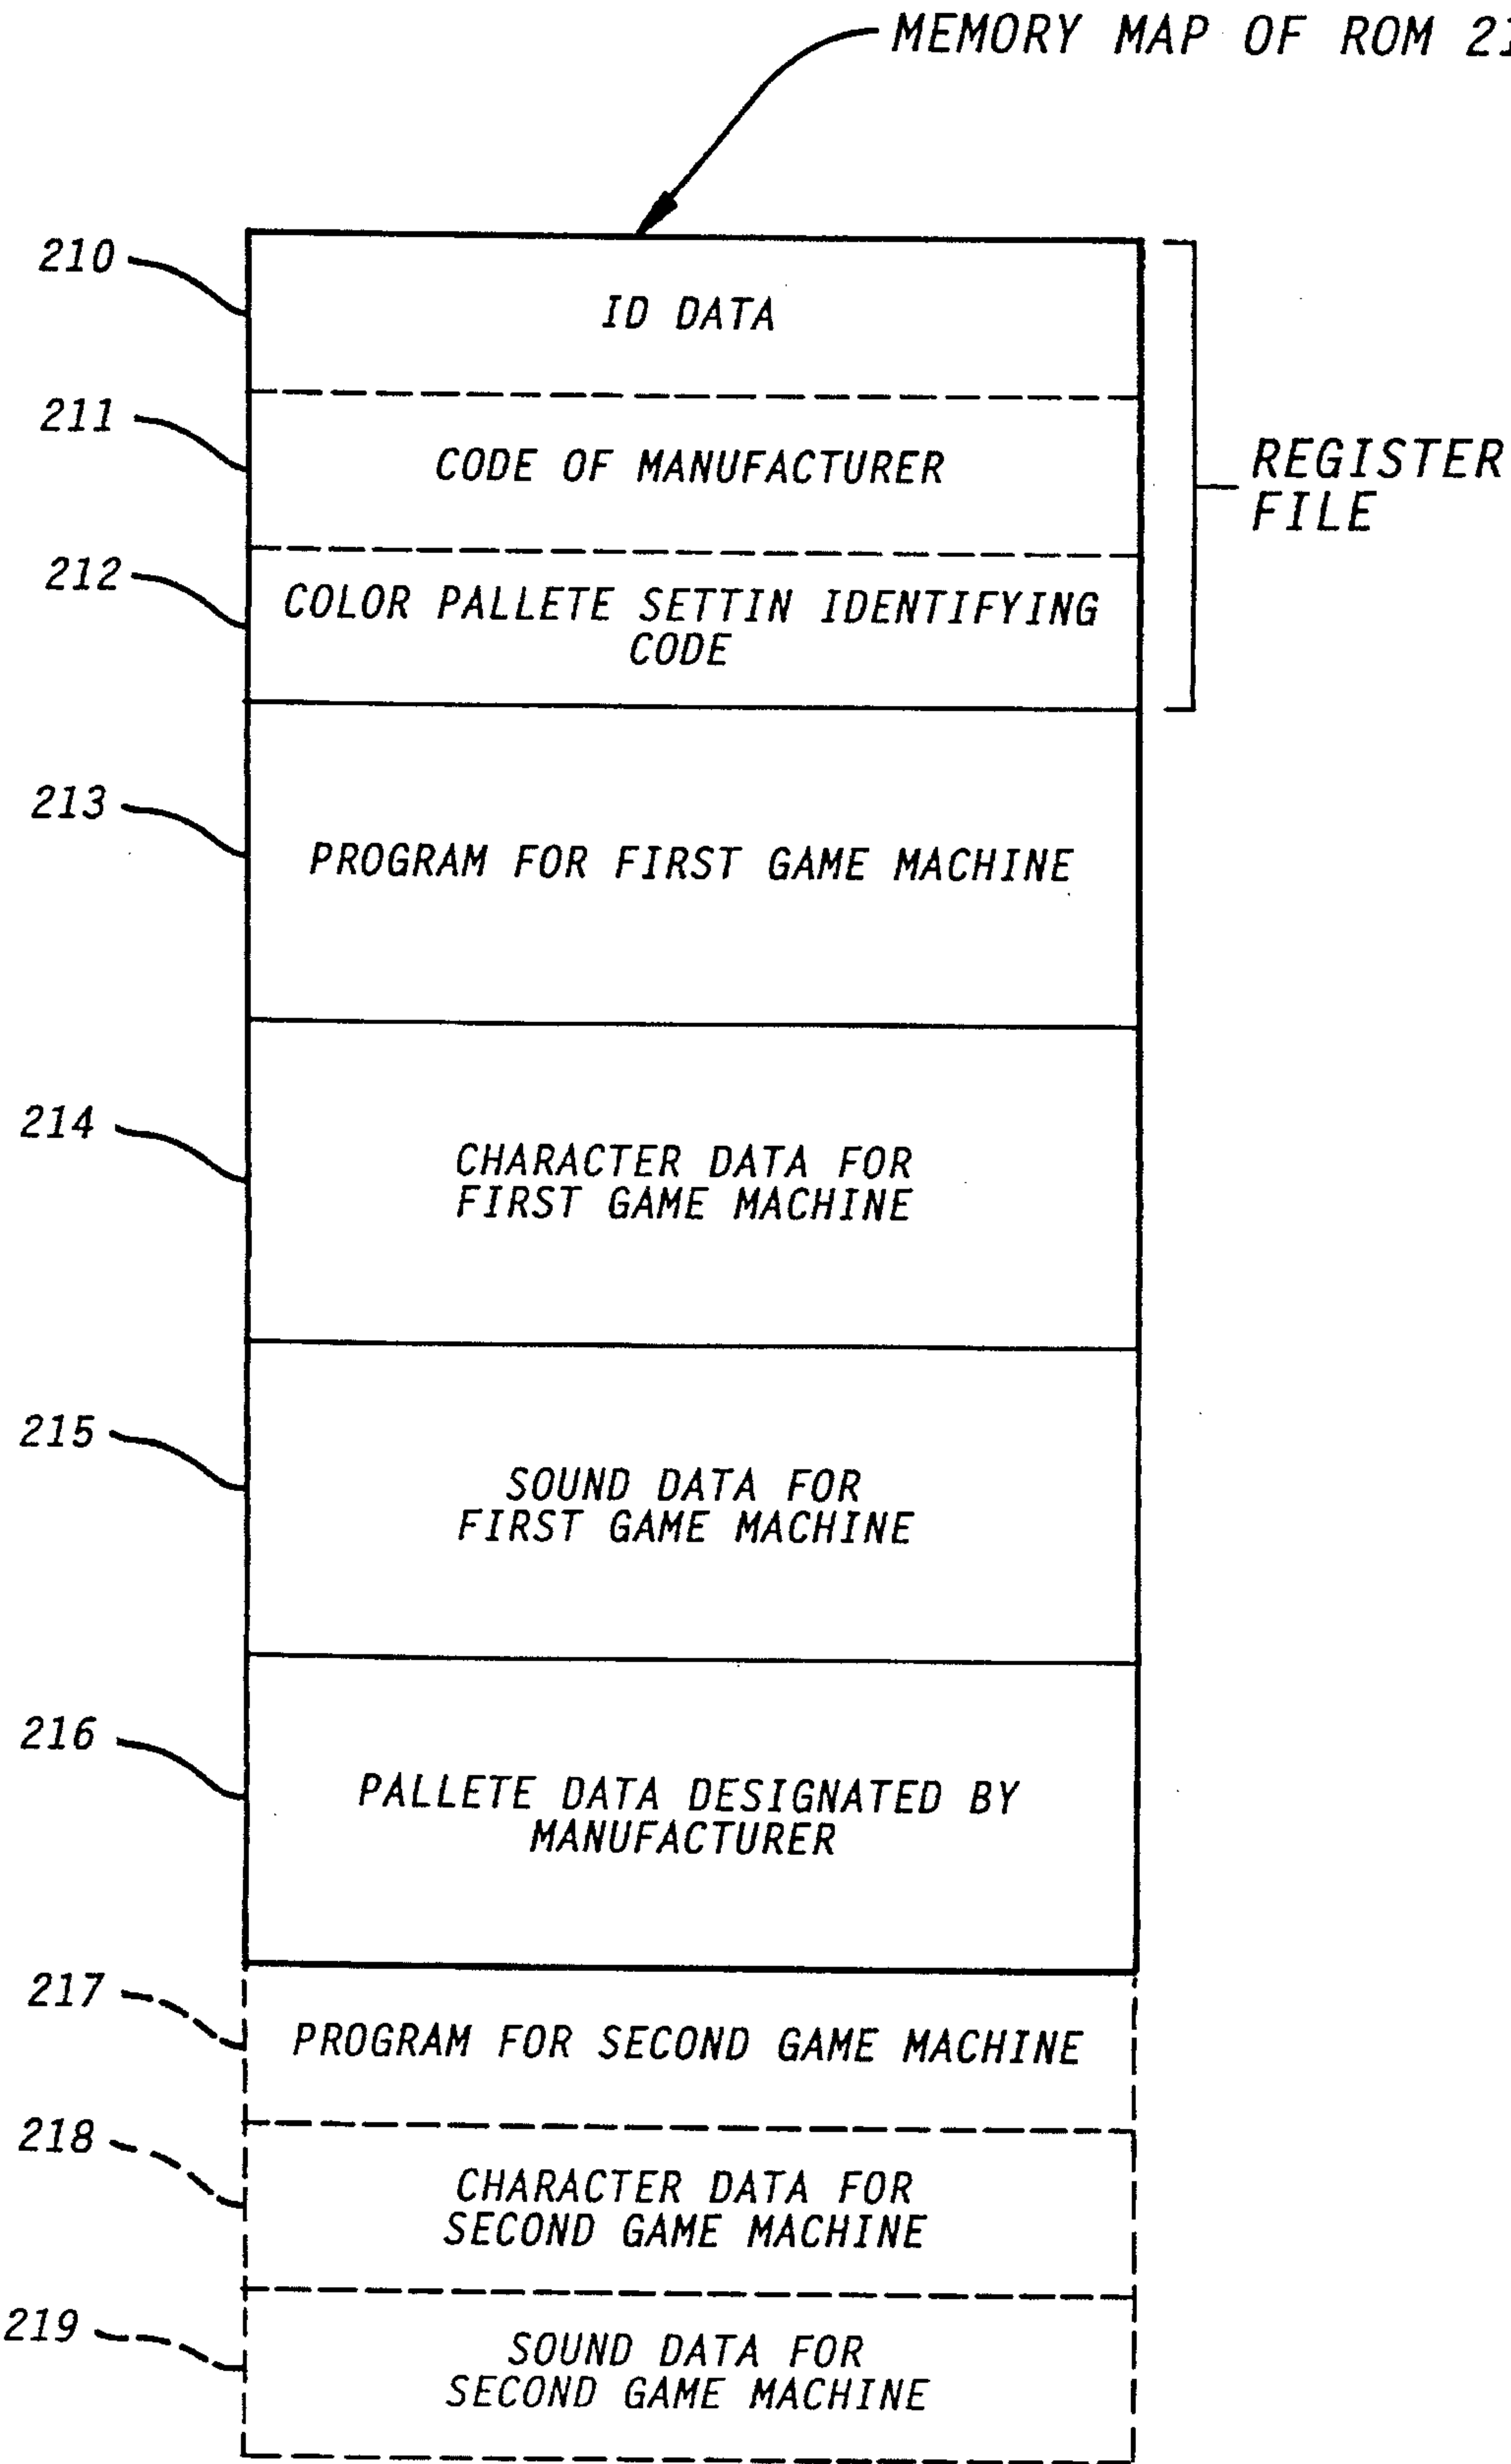 MEMORY MAP OF ROM 21
210
ID DATA
211
CODE OF MANUFACTURER
REGISTER
FILE
212
COLOR PALLETE SETTIN IDENTIFYING
CODE
213
PROGRAM FOR FIRST GAME MACHINE
214
CHARACTER DATA FOR
FIRST GAME MACHINE
215
SOUND DATA FOR
FIRST GAME MACHINE
216
PALLETE DATA DESIGNATED BY
MANUFACTURER
217
PROGRAM FOR SECOND GAME MACHINE
218
CHARACTER DATA FOR
SECOND GAME MACHINE
219
SOUND DATA FOR
SECOND GAME MACHINE